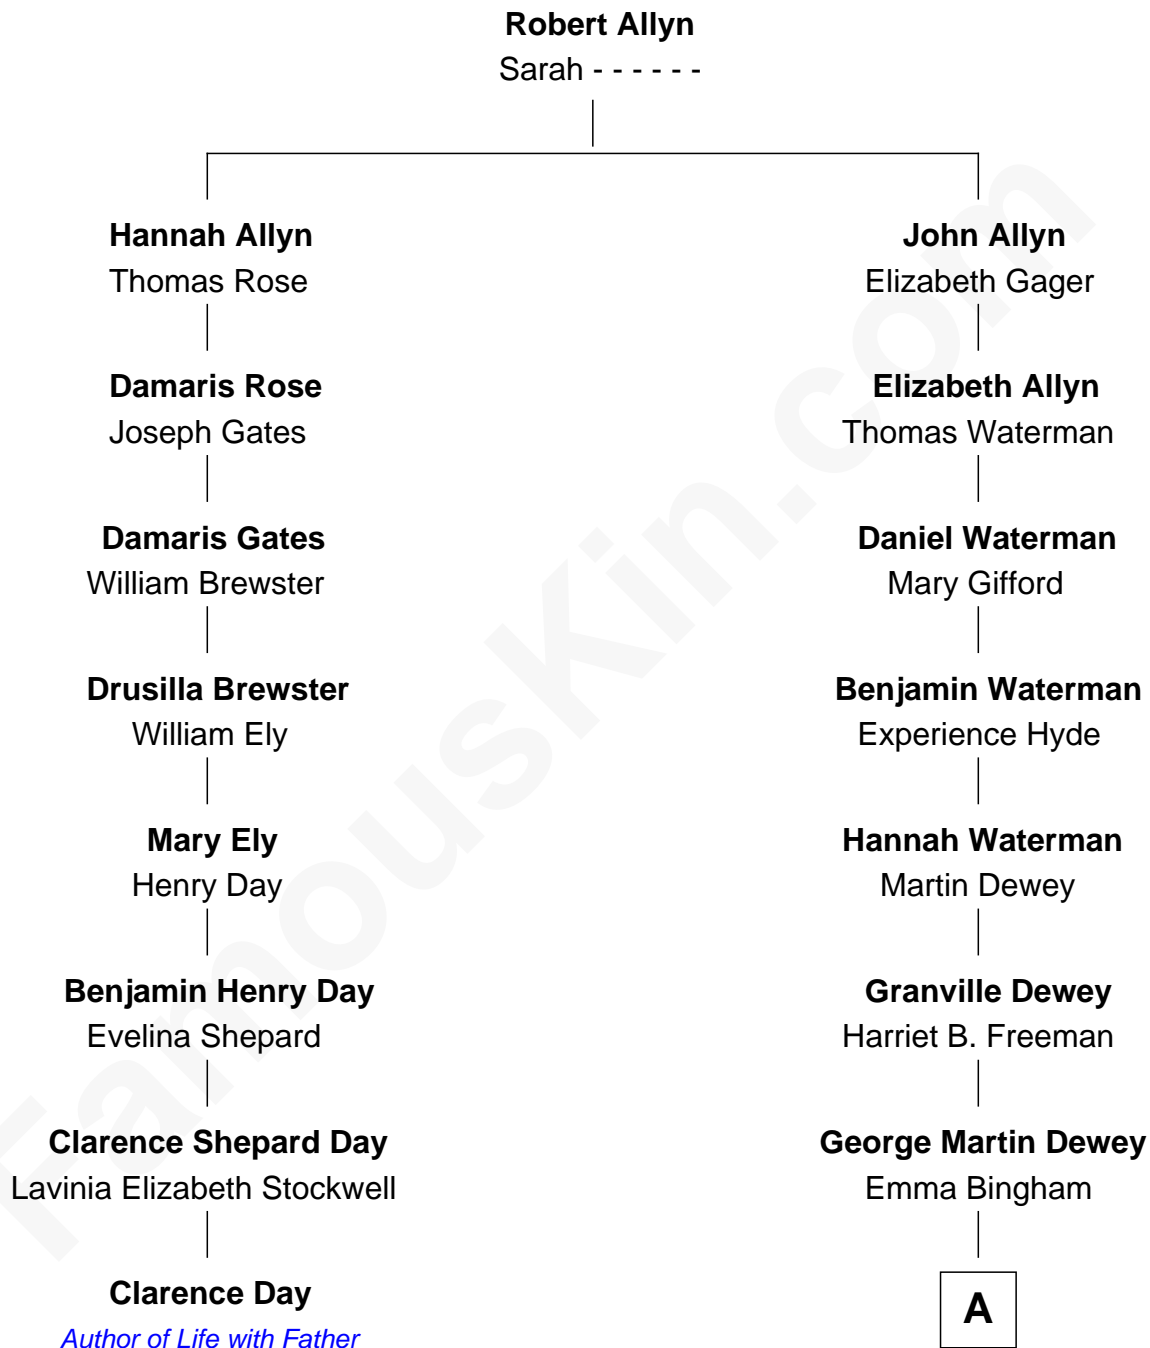 Robert Allyn
Sarah - - - - - -
Hannah Allyn
Thomas Rose
John Allyn
Elizabeth Gager
Damaris Rose
Joseph Gates
Elizabeth Allyn
Thomas Waterman
Damaris Gates
William Brewster
Daniel Waterman
Mary Gifford
Drusilla Brewster
William Ely
Benjamin Waterman
Experience Hyde
Mary Ely
Henry Day
Hannah Waterman
Martin Dewey
Benjamin Henry Day
Evelina Shepard
Granville Dewey
Harriet B. Freeman
Clarence Shepard Day
Lavinia Elizabeth Stockwell
George Martin Dewey
Emma Bingham
Clarence Day
Author of Life with Father
A
FamousKin.com